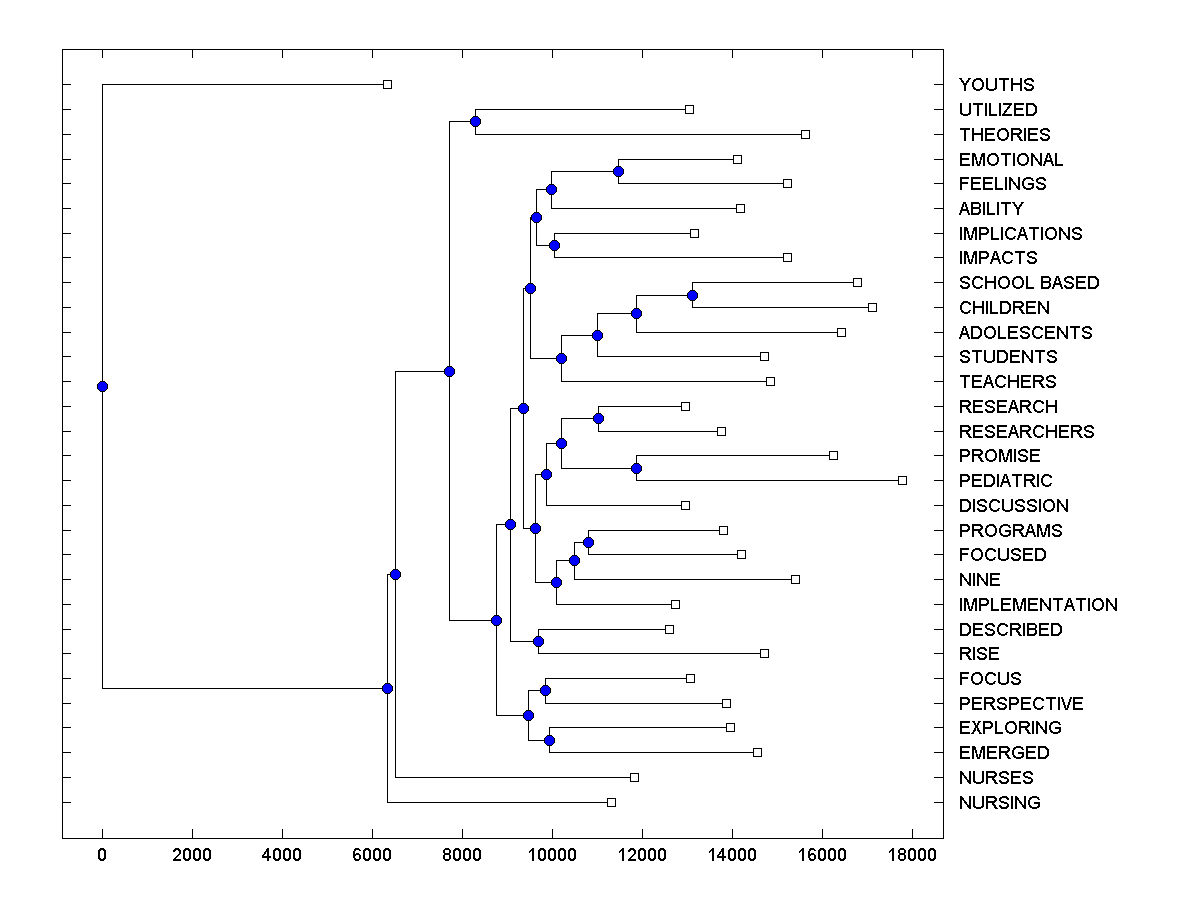 YOUTHS
UTILIZED
THEORIES
EMOTIONAL
FEELINGS
ABILITY
IMPLICATIONS
IMPACTS
SCHOOL BASED
CHILDREN
ADOLESCENTS
STUDENTS
TEACHERS
RESEARCH
RESEARCHERS
PROMISE
PEDIATRIC
DISCUSSION
PROGRAMS
FOCUSED
NINE
IMPLEMENTATION
DESCRIBED
RISE
FOCUS
PERSPECTIVE
EXPLORING
EMERGED
NURSES
NURSING
0 2000 4000 6000 8000 10000 12000 14000 16000 18000